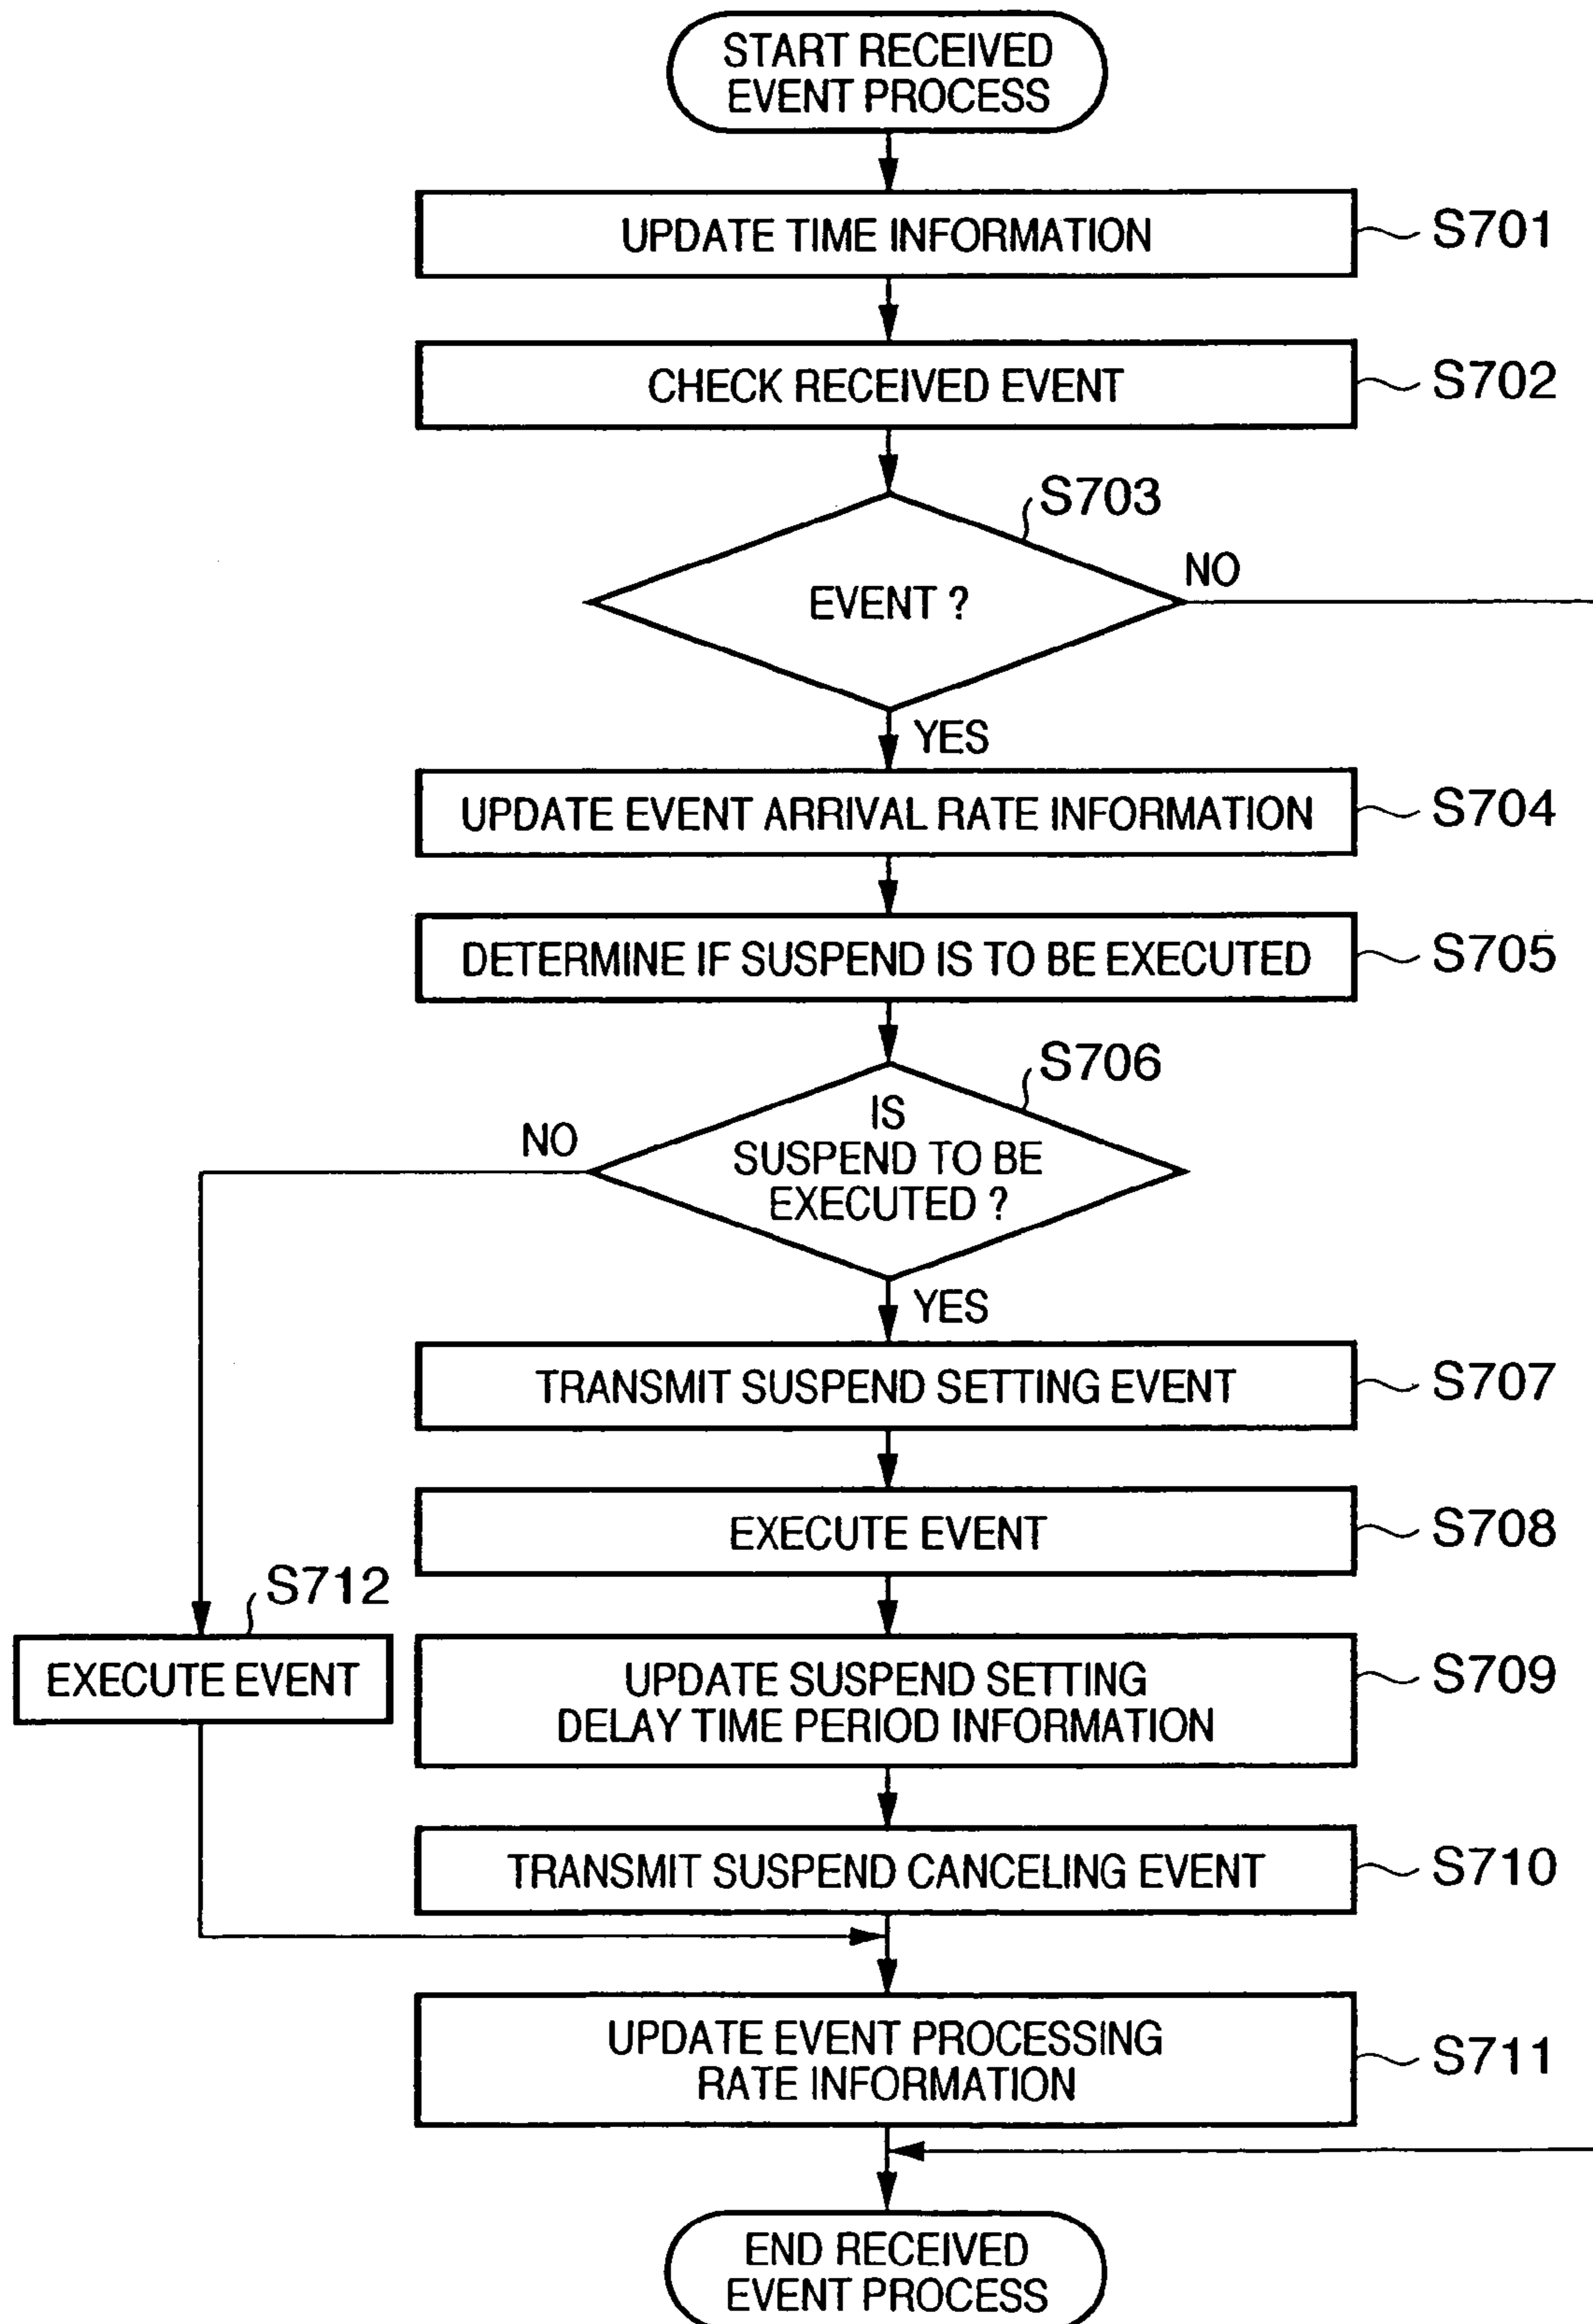 START RECEIVED
EVENT PROCESS
UPDATE TIME INFORMATION
S701
CHECK RECEIVED EVENT
S702
S703
EVENT ?
NO
YES
UPDATE EVENT ARRIVAL RATE INFORMATION
S704
DETERMINE IF SUSPEND IS TO BE EXECUTED
S705
S706
IS
SUSPEND TO BE
EXECUTED ?
NO
YES
TRANSMIT SUSPEND SETTING EVENT
S707
EXECUTE EVENT
S708
S712
EXECUTE EVENT
UPDATE SUSPEND SETTING
DELAY TIME PERIOD INFORMATION
S709
TRANSMIT SUSPEND CANCELING EVENT
S710
UPDATE EVENT PROCESSING
RATE INFORMATION
S711
END RECEIVED
EVENT PROCESS